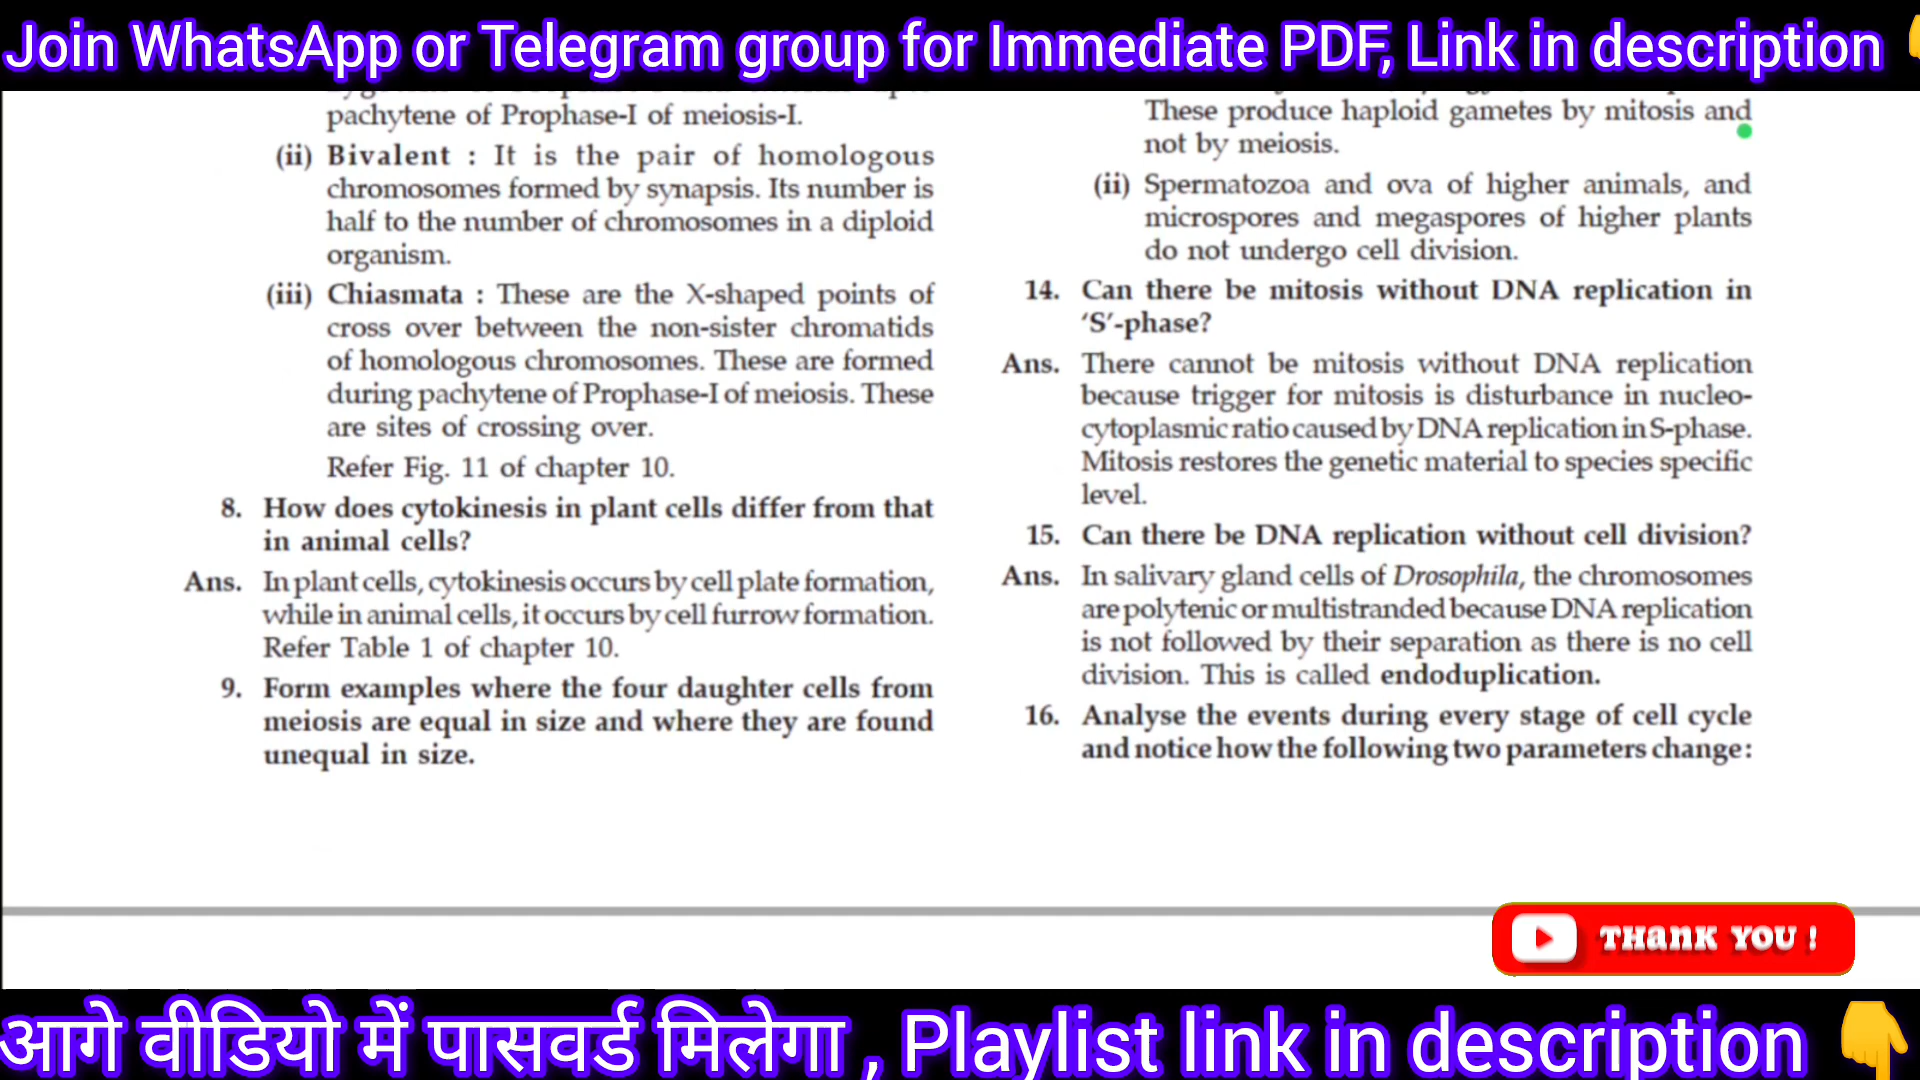 Join WhatsApp or Telegram group for Immediate PDF, Link in description
pachytene of Prophase-I of meiosis-I.
(ii) Bivalent : It is the pair of homologous
chromosomes formed by synapsis. Its number is
half to the number of chromosomes in a diploid
organism.
(iii) Chiasmata : These are the X-shaped points of
cross over between the non-sister chromatids
of homologous chromosomes. These are formed
during pachytene of Prophase-I of meiosis. These
are sites of crossing over.
Refer Fig. 11 of chapter 10.
8. How does cytokinesis in plant cells differ from that
in animal cells?
Ans. In plant cells, cytokinesis occurs by cell plate formation,
while in animal cells, it occurs by cell furrow formation.
Refer Table 1 of chapter 10.
9. Form examples where the four daughter cells from
meiosis are equal in size and where they are found
unequal in size.
These produce haploid gametes by mitosis and
not by meiosis.
(ii) Spermatozoa and ova of higher animals, and
microspores and megaspores of higher plants
do not undergo cell division.
14. Can there be mitosis without DNA replication in
‘S’-phase?
Ans. There cannot be mitosis without DNA replication
because trigger for mitosis is disturbance in nucleo-
cytoplasmic ratio caused by DNA replication in S-phase.
Mitosis restores the genetic material to species specific
level.
15. Can there be DNA replication without cell division?
Ans. In salivary gland cells of Drosophila, the chromosomes
are polytenic or multistranded because DNA replication
is not followed by their separation as there is no cell
division. This is called endoduplication.
16. Analyse the events during every stage of cell cycle
and notice how the following two parameters change:
THANK YOU !
आगे वीडियो में पासवर्ड मिलेगा , Playlist link in description